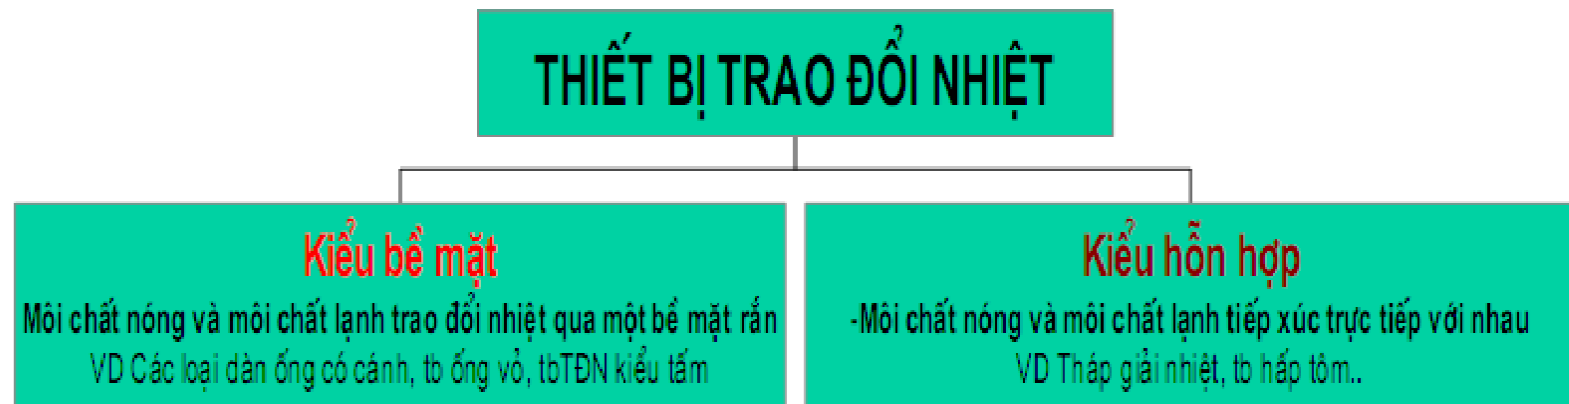 THIẾT BỊ TRAO ĐỔI NHIỆT
Kiểu bề mặt
Môi chất nóng và môi chất lạnh trao đổi nhiệt qua một bề mặt rắn
VD Các loại dàn ống có cánh, tb ống vỏ, tbTĐN kiểu tấm
Kiểu hỗn hợp
-Môi chất nóng và môi chất lạnh tiếp xúc trực tiếp với nhau
VD Tháp giải nhiệt, tb hấp tôm..